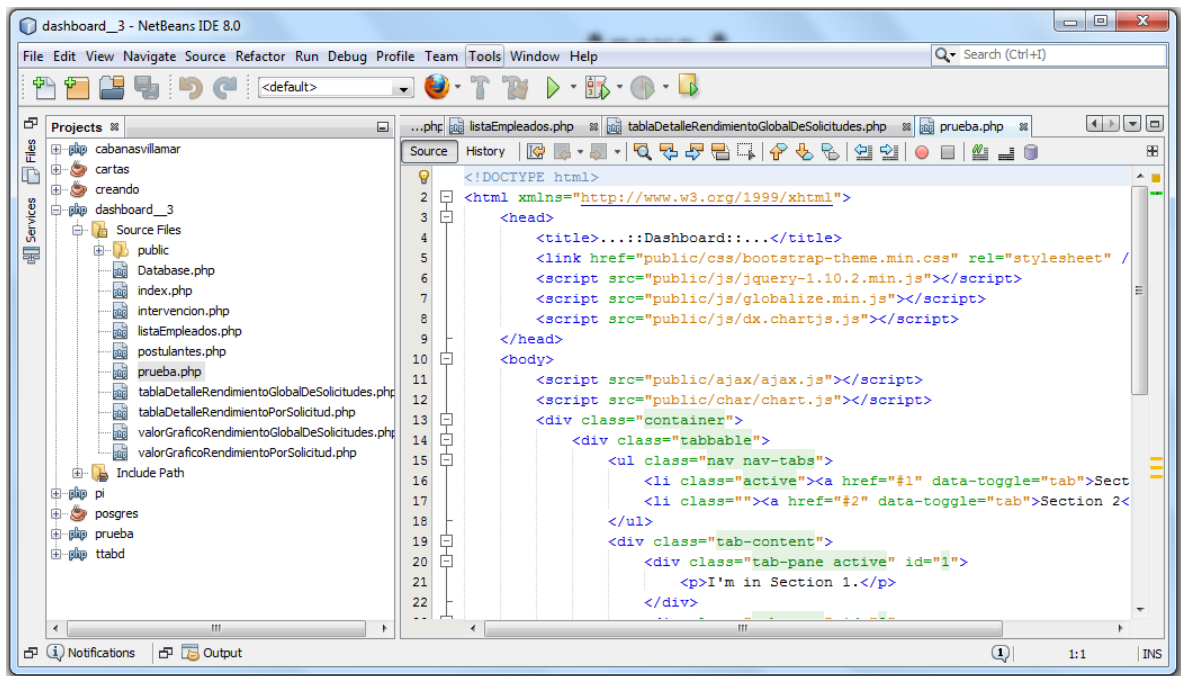 dashboard__3 - NetBeans IDE 8.0
File Edit View Navigate Source Refactor Run Debug Profile Team Tools Window Help
Search (Ctrl+I)
<default>
Files
Services
Projects
cabanasvillamar
cartas
creando
dashboard__3
Source Files
public
Database.php
index.php
intervencion.php
listaEmpleados.php
postulantes.php
prueba.php
tablaDetalleRendimientoGlobalDeSolicitudes.php
tablaDetalleRendimientoPorSolicitud.php
valorGraficoRendimientoGlobalDeSolicitudes.php
valorGraficoRendimientoPorSolicitud.php
Include Path
pi
posgres
prueba
ttabd
...php listaEmpleados.php tablaDetalleRendimientoGlobalDeSolicitudes.php prueba.php
Source History
<!DOCTYPE html>
2 <html xmlns="http://www.w3.org/1999/xhtml">
3 <head>
4 <title>...::Dashboard::...</title>
5 <link href="public/css/bootstrap-theme.min.css" rel="stylesheet" /
6 <script src="public/js/jquery-1.10.2.min.js"></script>
7 <script src="public/js/globalize.min.js"></script>
8 <script src="public/js/dx.chartjs.js"></script>
9 </head>
10 <body>
11 <script src="public/ajax/ajax.js"></script>
12 <script src="public/char/chart.js"></script>
13 <div class="container">
14 <div class="tabbable">
15 <ul class="nav nav-tabs">
16 <li class="active"><a href="#1" data-toggle="tab">Sect
17 <li class=""><a href="#2" data-toggle="tab">Section 2<
18 </ul>
19 <div class="tab-content">
20 <div class="tab-pane active" id="1">
21 <p>I'm in Section 1.</p>
22 </div>
Notifications Output
1 1:1 INS